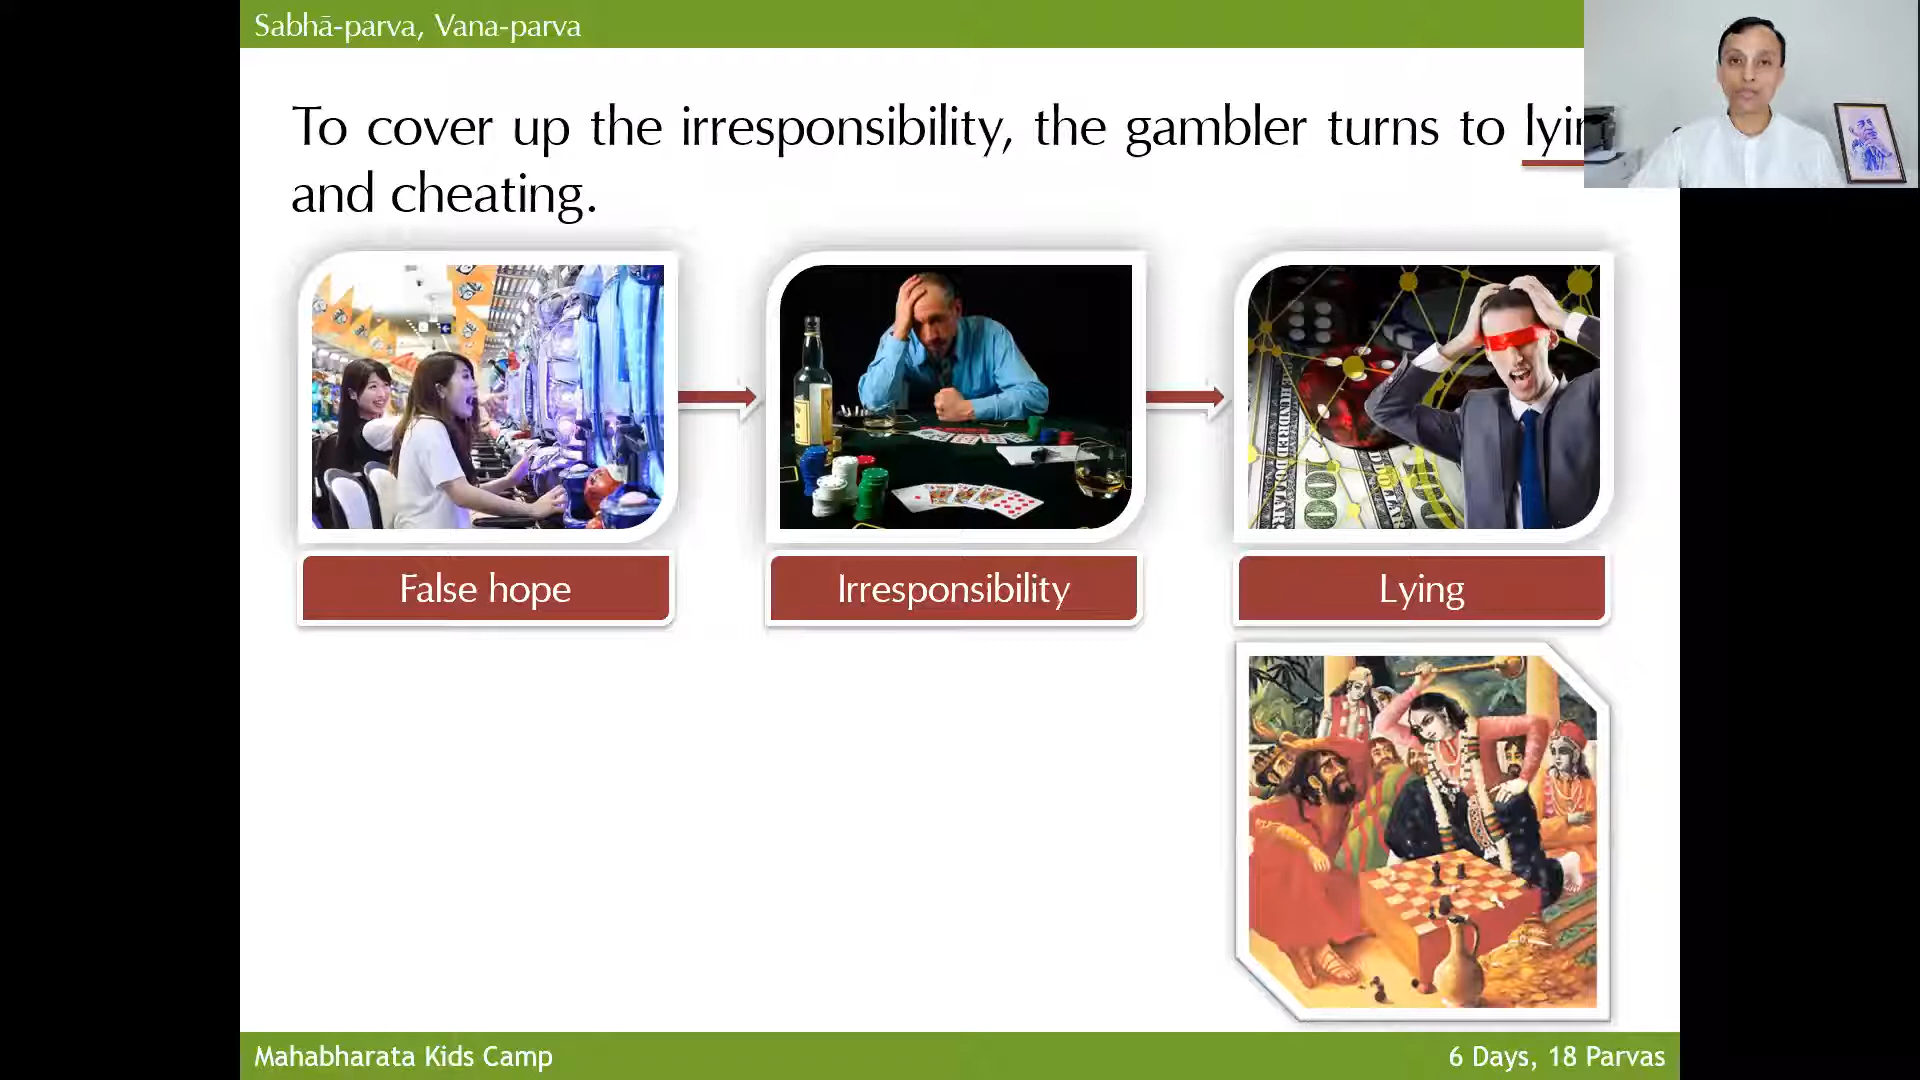 Sabhā-parva, Vana-parva
To cover up the irresponsibility, the gambler turns to
and cheating.
False hope
Irresponsibility
Lying
Mahabharata Kids Camp
6 Days, 18 Parvas